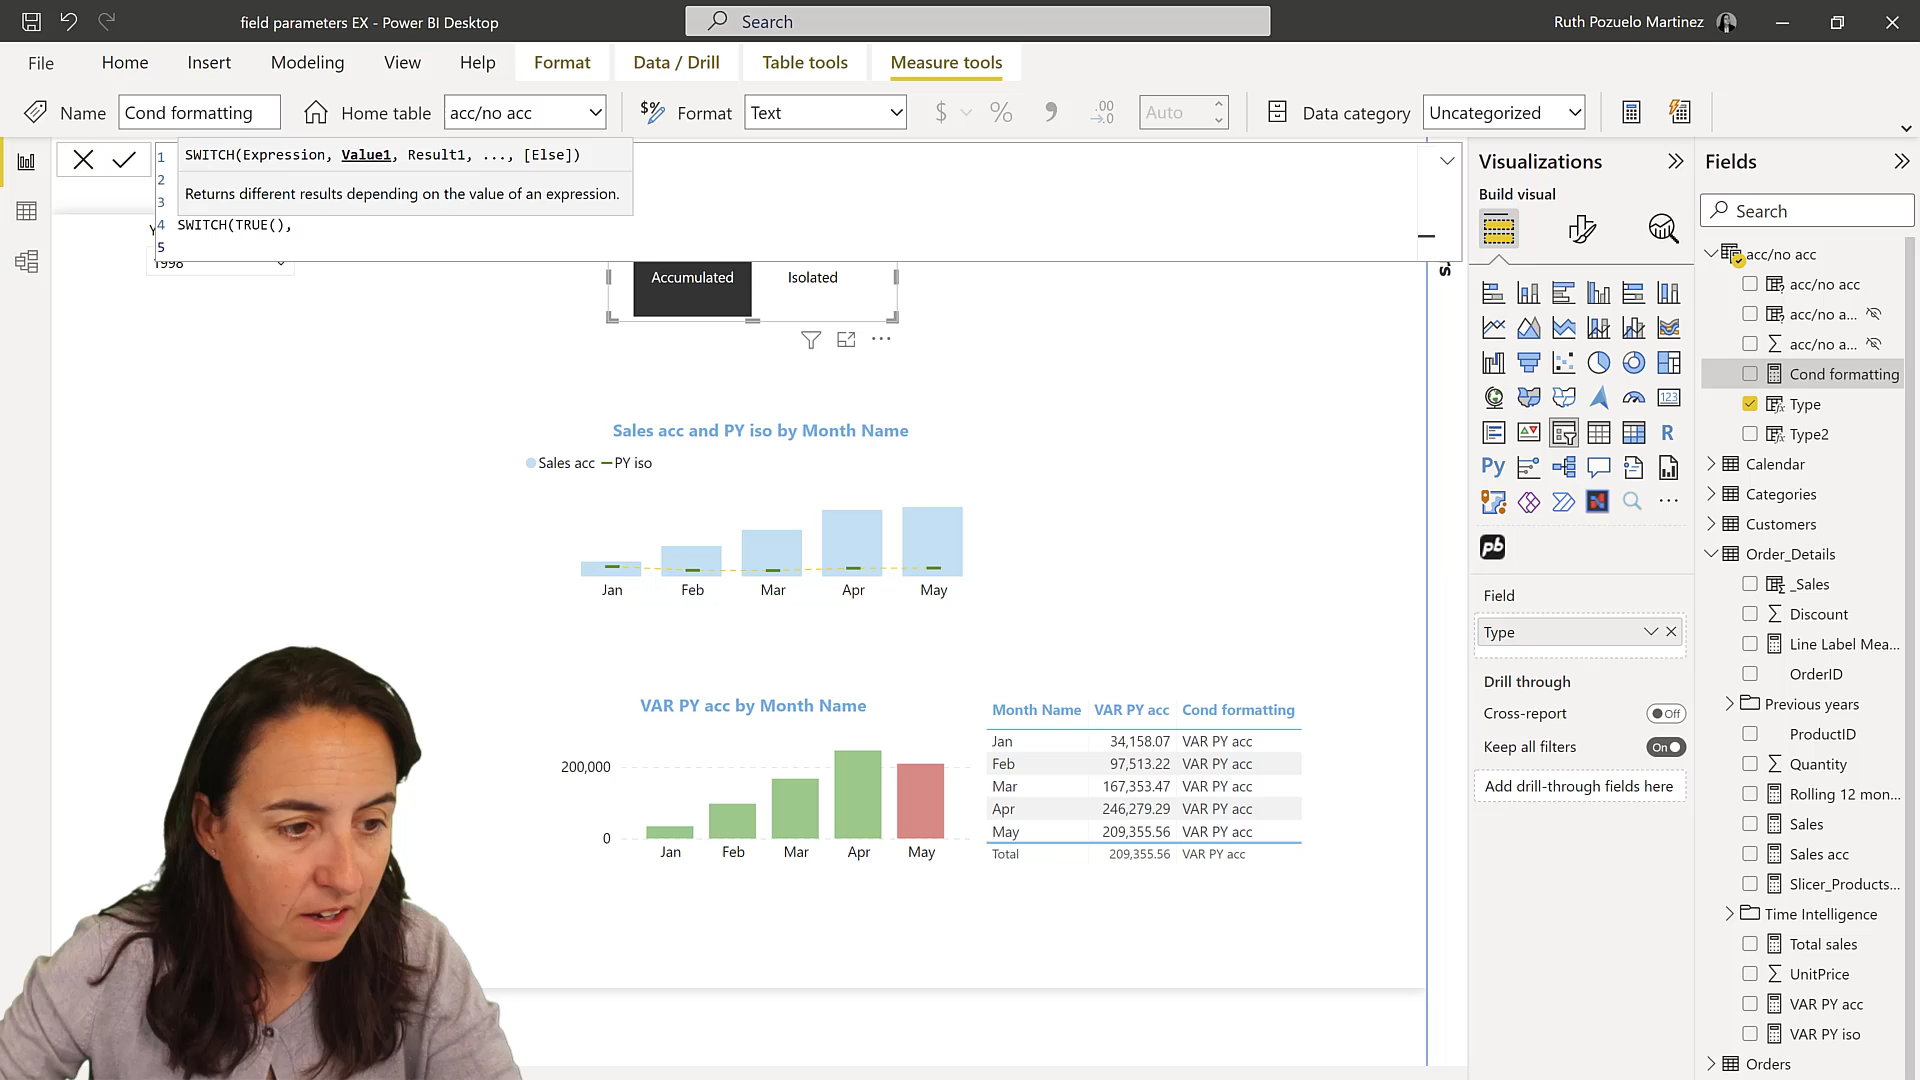 field parameters EX - Power BI Desktop
Search
Ruth Pozuelo Martinez
File Home Insert Modeling View Help Format Data / Drill Table tools Measure tools
Name Cond formatting Home table acc/no acc Format Text $ % Auto Data category Uncategorized
1 SWITCH(Expression, Value1, Result1, ..., [Else])
2
Returns different results depending on the value of an expression.
3
4 SWITCH(TRUE(),
5
1998
Accumulated Isolated
Sales acc and PY iso by Month Name
Sales acc PY iso
Jan Feb Mar Apr May
VAR PY acc by Month Name
200,000
0
Jan Feb Mar Apr May
Month Name VAR PY acc Cond formatting
Jan 34,158.07 VAR PY acc
Feb 97,513.22 VAR PY acc
Mar 167,353.47 VAR PY acc
Apr 246,279.29 VAR PY acc
May 209,355.56 VAR PY acc
Total 209,355.56 VAR PY acc
Visualizations
Build visual
123
R
Py
pb
Field
Type
Drill through
Cross-report Off
Keep all filters On
Add drill-through fields here
Fields
Search
acc/no acc
acc/no acc
acc/no a...
acc/no a...
Cond formatting
Type
Type2
Calendar
Categories
Customers
Order_Details
_Sales
Discount
Line Label Mea...
OrderID
Previous years
ProductID
Quantity
Rolling 12 mon...
Sales
Sales acc
Slicer_Products...
Time Intelligence
Total sales
UnitPrice
VAR PY acc
VAR PY iso
Orders